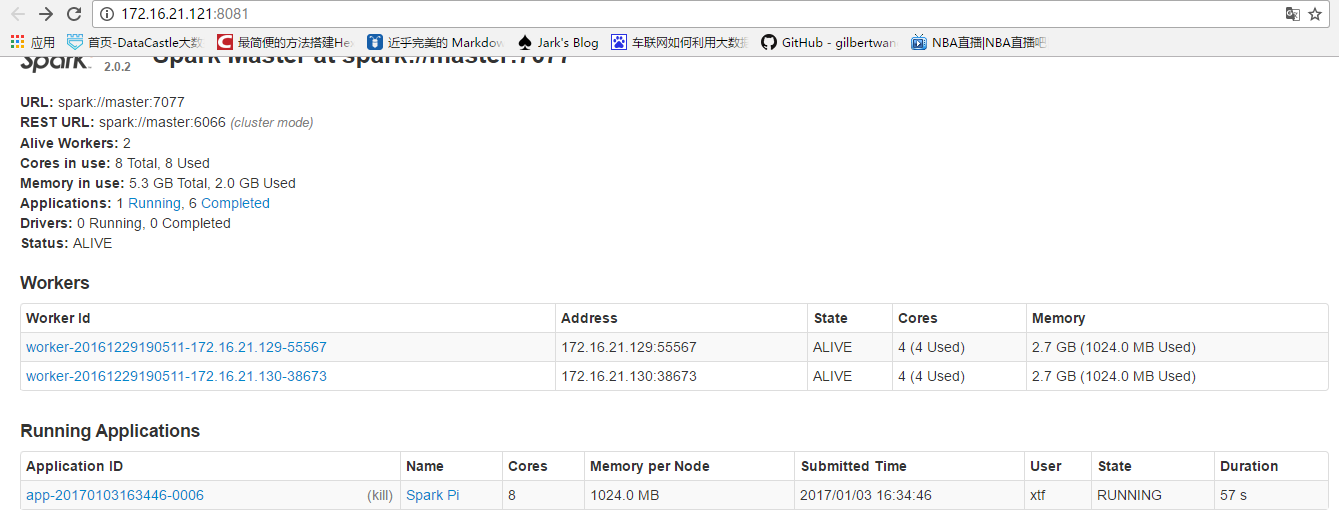 172.16.21.121:8081
应用 首页-DataCastle大数 最简便的方法搭建Hex 近乎完美的 Markdow Jark's Blog 车联网如何利用大数据 GitHub - gilbertwan NBA直播|NBA直播吧
Spark 2.0.2 Spark Master at spark://master:7077
URL: spark://master:7077
REST URL: spark://master:6066 (cluster mode)
Alive Workers: 2
Cores in use: 8 Total, 8 Used
Memory in use: 5.3 GB Total, 2.0 GB Used
Applications: 1 Running, 6 Completed
Drivers: 0 Running, 0 Completed
Status: ALIVE
Workers
Worker Id Address State Cores Memory
worker-20161229190511-172.16.21.129-55567 172.16.21.129:55567 ALIVE 4 (4 Used) 2.7 GB (1024.0 MB Used)
worker-20161229190511-172.16.21.130-38673 172.16.21.130:38673 ALIVE 4 (4 Used) 2.7 GB (1024.0 MB Used)
Running Applications
Application ID Name Cores Memory per Node Submitted Time User State Duration
app-20170103163446-0006 (kill) Spark Pi 8 1024.0 MB 2017/01/03 16:34:46 xtf RUNNING 57 s